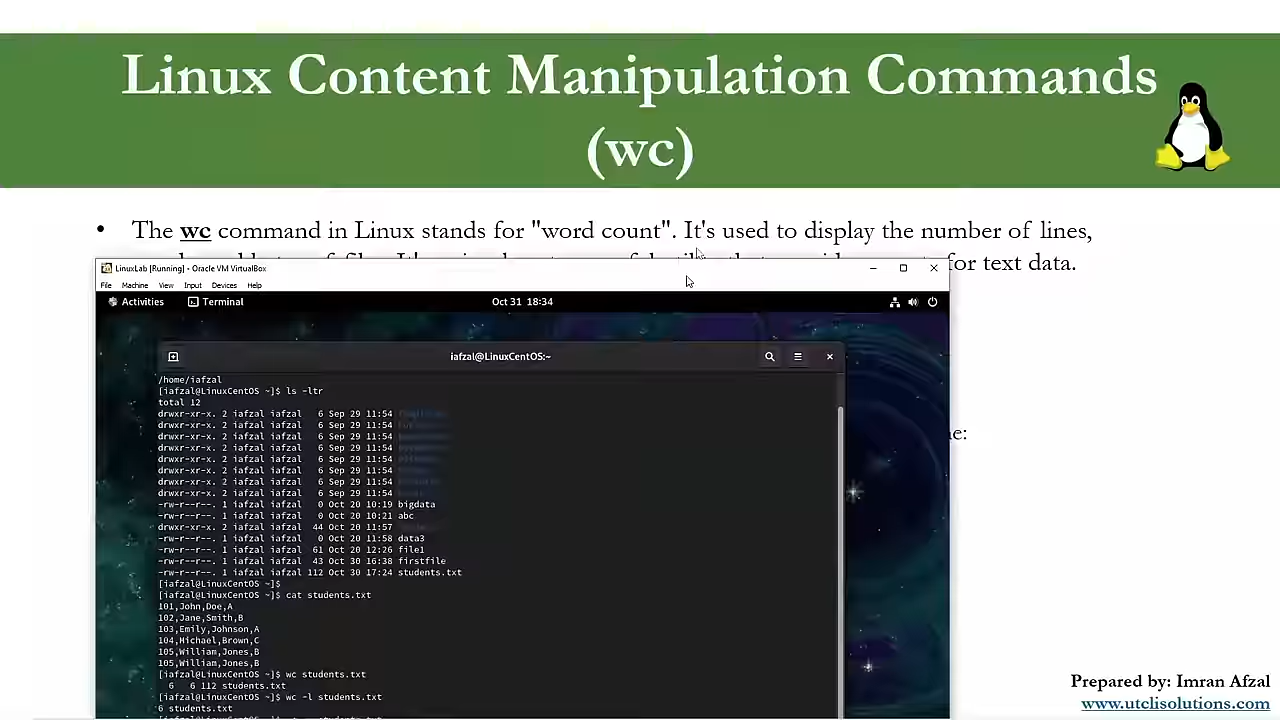 Linux Content Manipulation Commands
(wc)
• The wc command in Linux stands for "word count". It's used to display the number of lines,
for text data.
LinuxLab [Running] - Oracle VM VirtualBox
File Machine View Input Devices Help
Activities Terminal Oct 31 18:34
iafzal@LinuxCentOS:~
/home/iafzal
[iafzal@LinuxCentOS ~]$ ls -ltr
total 12
drwxr-xr-x. 2 iafzal iafzal 6 Sep 29 11:54
drwxr-xr-x. 2 iafzal iafzal 6 Sep 29 11:54
drwxr-xr-x. 2 iafzal iafzal 6 Sep 29 11:54
drwxr-xr-x. 2 iafzal iafzal 6 Sep 29 11:54
drwxr-xr-x. 2 iafzal iafzal 6 Sep 29 11:54
drwxr-xr-x. 2 iafzal iafzal 6 Sep 29 11:54
drwxr-xr-x. 2 iafzal iafzal 6 Sep 29 11:54
drwxr-xr-x. 2 iafzal iafzal 6 Sep 29 11:54
-rw-r--r--. 1 iafzal iafzal 0 Oct 20 10:19 bigdata
-rw-r--r--. 1 iafzal iafzal 0 Oct 20 10:21 abc
drwxr-xr-x. 2 iafzal iafzal 44 Oct 20 11:57
-rw-r--r--. 1 iafzal iafzal 0 Oct 20 11:58 data3
-rw-r--r--. 1 iafzal iafzal 61 Oct 20 12:26 file1
-rw-r--r--. 1 iafzal iafzal 43 Oct 30 16:38 firstfile
-rw-r--r--. 1 iafzal iafzal 112 Oct 30 17:24 students.txt
[iafzal@LinuxCentOS ~]$
[iafzal@LinuxCentOS ~]$ cat students.txt
101,John,Doe,A
102,Jane,Smith,B
103,Emily,Johnson,A
104,Michael,Brown,C
105,William,Jones,B
105,William,Jones,B
[iafzal@LinuxCentOS ~]$ wc students.txt
6 6 112 students.txt
[iafzal@LinuxCentOS ~]$ wc -l students.txt
6 students.txt
Prepared by: Imran Afzal
www.utclisolutions.com